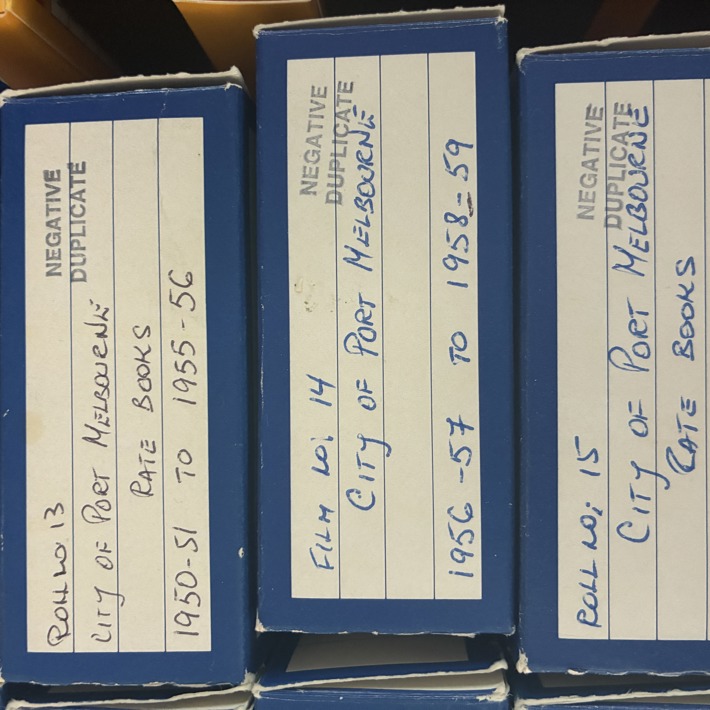 NEGATIVE
DUPLICATE
ROLL NO. 13
CITY OF PORT MELBOURNE
RATE BOOKS
1950-51 TO 1955-56
NEGATIVE
DUPLICATE
FILM NO: 14
CITY OF PORT MELBOURNE
1956-57 TO 1958-59
NEGATIVE
DUPLICATE
ROLL NO: 15
CITY OF PORT MELBOURNE
RATE BOOKS